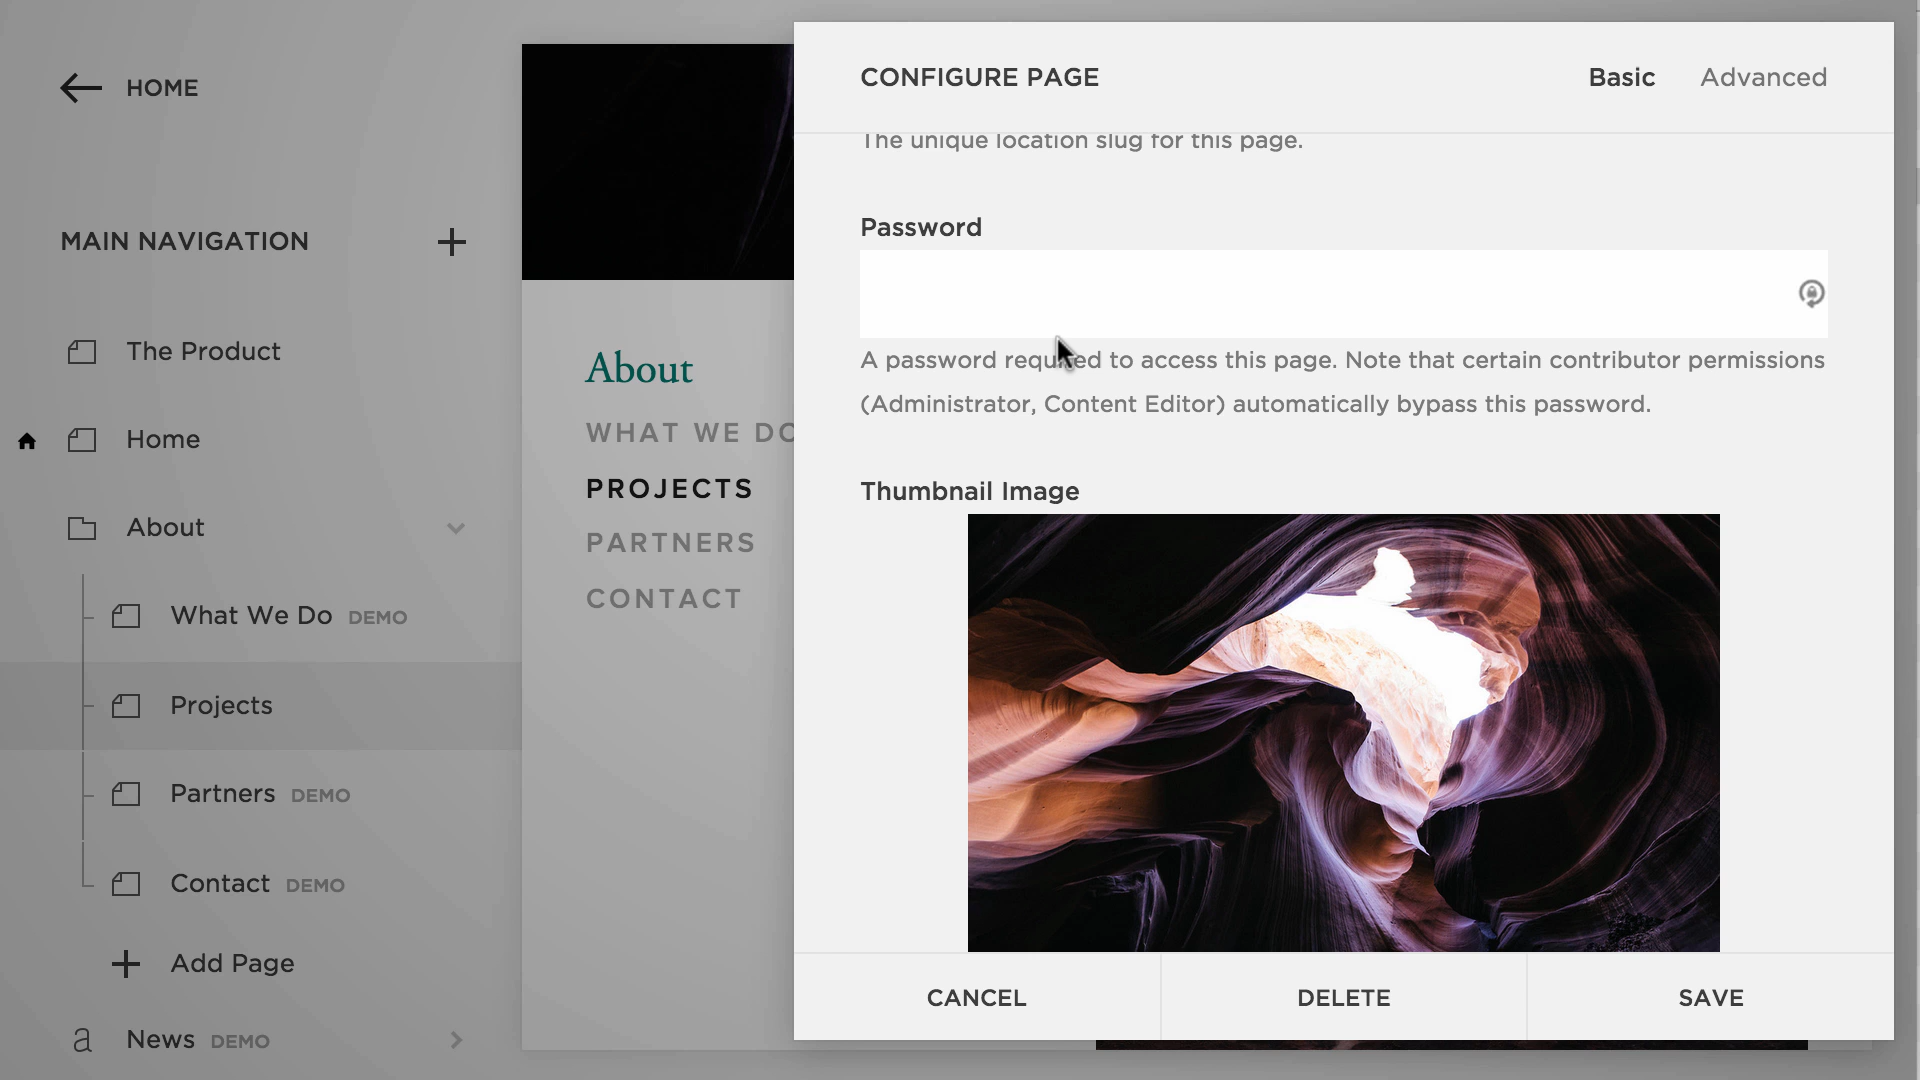 HOME
MAIN NAVIGATION
The Product
Home
About
What We Do DEMO
Projects
Partners DEMO
Contact DEMO
Add Page
a News DEMO
About
WHAT WE DO
PROJECTS
PARTNERS
CONTACT
CONFIGURE PAGE
Basic Advanced
The unique location slug for this page.
Password
A password required to access this page. Note that certain contributor permissions
(Administrator, Content Editor) automatically bypass this password.
Thumbnail Image
CANCEL DELETE SAVE